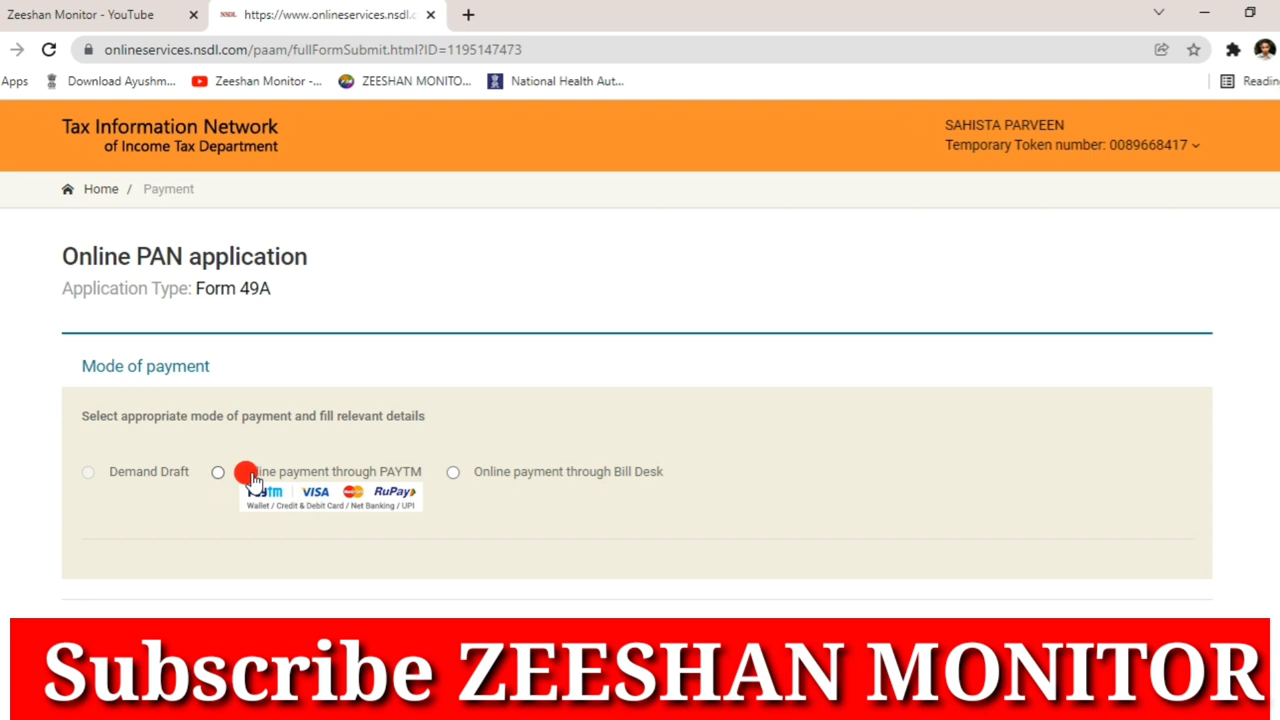 Zeeshan Monitor - YouTube
NSDL https://www.onlineservices.nsdl.c
onlineservices.nsdl.com/paam/fullFormSubmit.html?ID=1195147473
Apps Download Ayushm... Zeeshan Monitor -... ZEESHAN MONITO... National Health Aut... Readin
Tax Information Network
of Income Tax Department
SAHISTA PARVEEN
Temporary Token number: 0089668417
Home / Payment
Online PAN application
Application Type: Form 49A
Mode of payment
Select appropriate mode of payment and fill relevant details
Demand Draft line payment through PAYTM Online payment through Bill Desk
VISA RuPay
Wallet / Credit & Debit Card / Net Banking / UPI
Subscribe ZEESHAN MONITOR